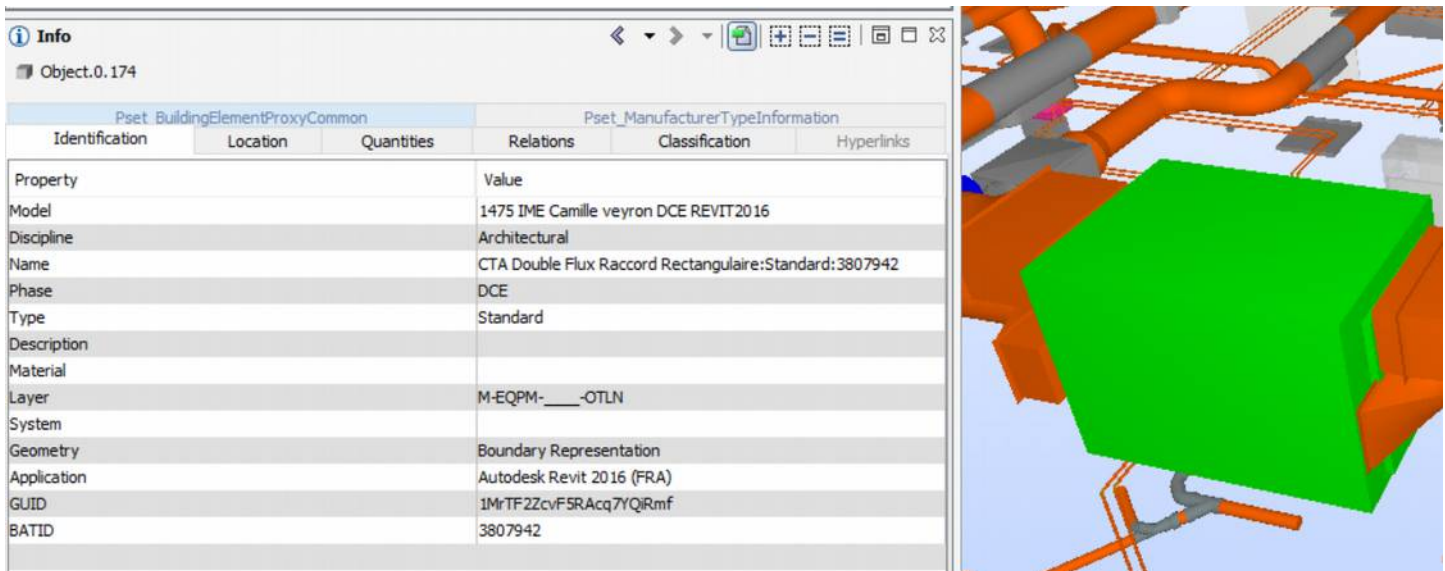 Info
Object.0.174
Pset_BuildingElementProxyCommon Pset_ManufacturerTypeInformation
Identification Location Quantities Relations Classification Hyperlinks
Property Value
Model 1475 IME Camille veyron DCE REVIT2016
Discipline Architectural
Name CTA Double Flux Raccord Rectangulaire:Standard:3807942
Phase DCE
Type Standard
Description
Material
Layer M-EQPM-____-OTLN
System
Geometry Boundary Representation
Application Autodesk Revit 2016 (FRA)
GUID 1MrTF2ZcvF5RAcq7YQiRmf
BATID 3807942